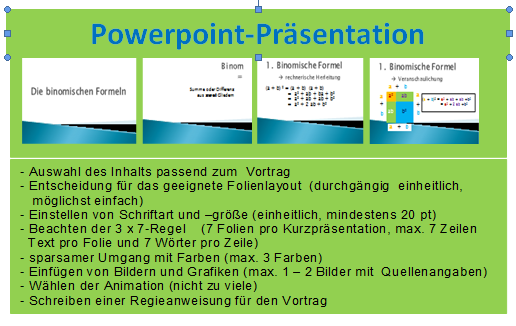 Powerpoint-Präsentation
Die binomischen Formeln
Binom
=
Summe oder Differenz
aus zwei Gliedern
1. Binomische Formel
→ rechnerische Herleitung
1. Binomische Formel
→ Veranschaulichung
- Auswahl des Inhalts passend zum Vortrag
- Entscheidung für das geeignete Folienlayout (durchgängig einheitlich,
möglichst einfach)
- Einstellen von Schriftart und –größe (einheitlich, mindestens 20 pt)
- Beachten der 3 x 7-Regel (7 Folien pro Kurzpräsentation, max. 7 Zeilen
Text pro Folie und 7 Wörter pro Zeile)
- sparsamer Umgang mit Farben (max. 3 Farben)
- Einfügen von Bildern und Grafiken (max. 1 – 2 Bilder mit Quellenangaben)
- Wählen der Animation (nicht zu viele)
- Schreiben einer Regieanweisung für den Vortrag